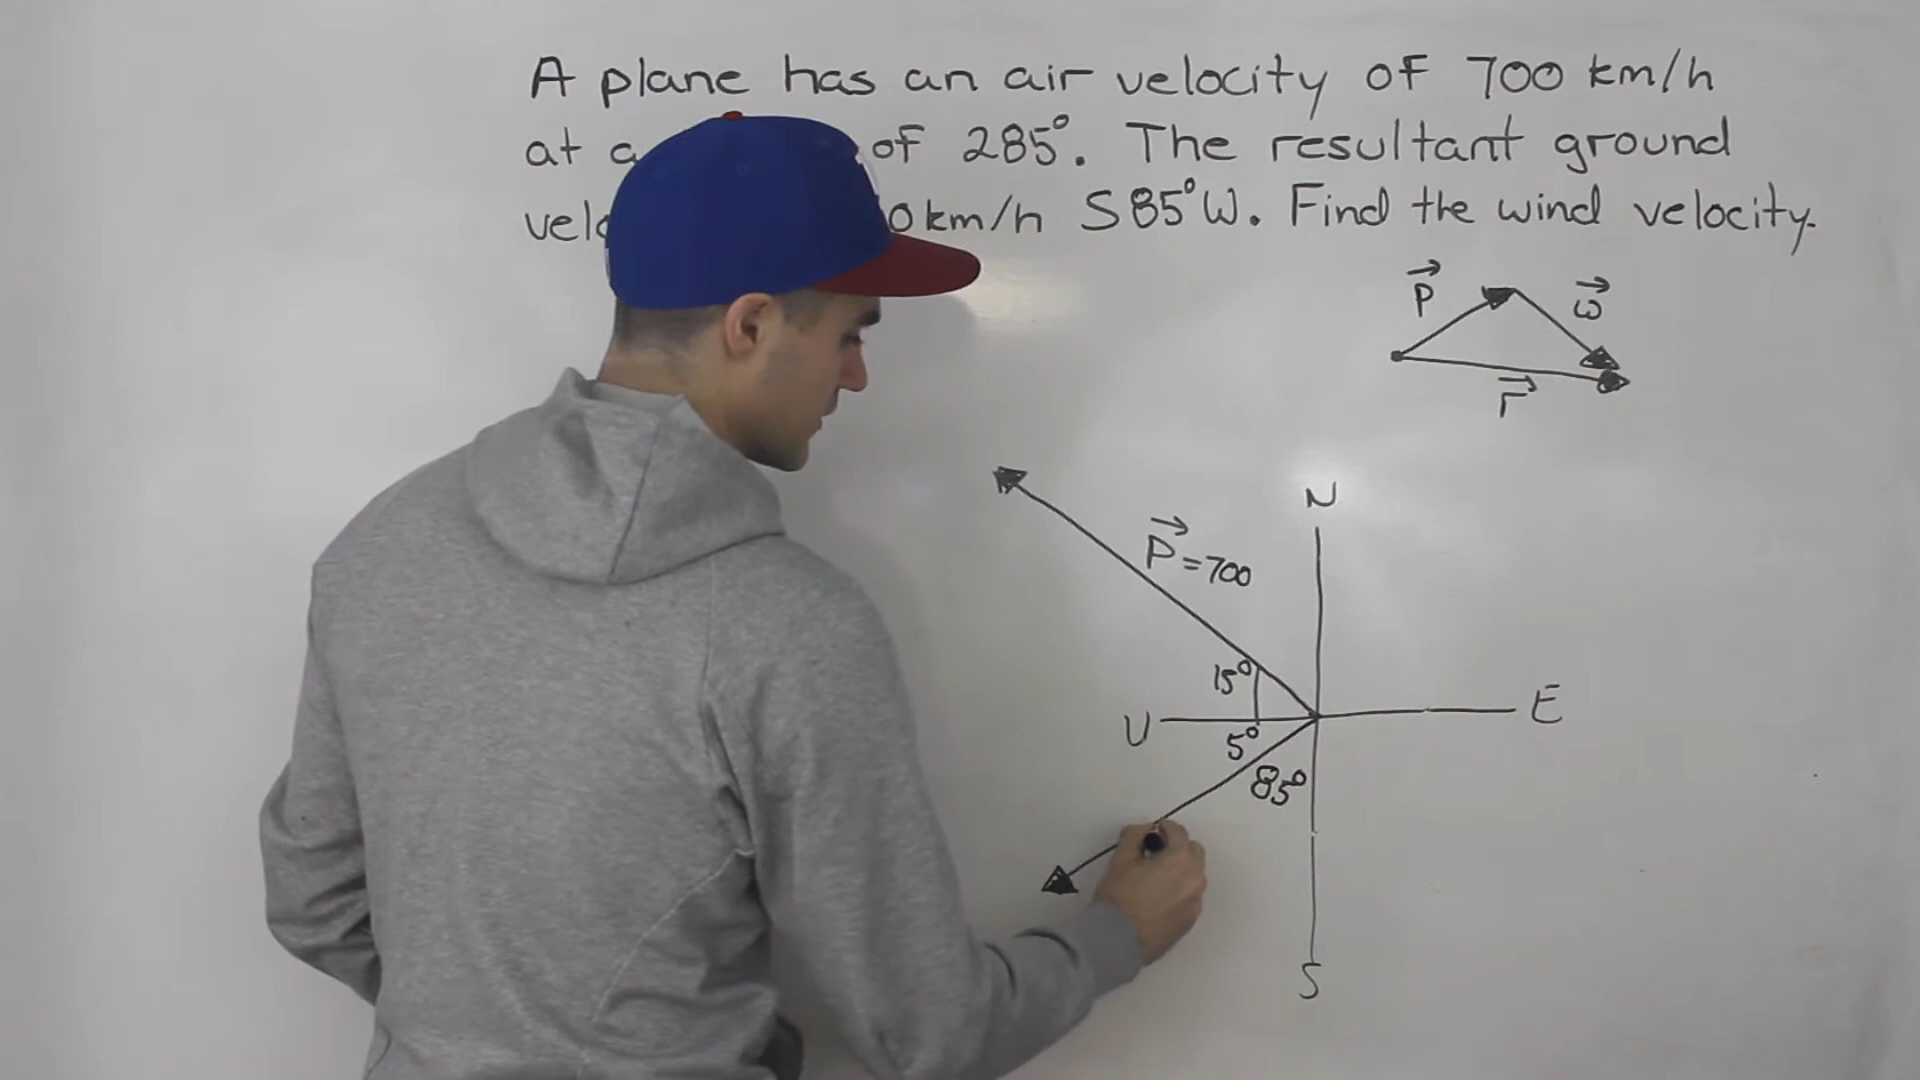 A plane has an air velocity of 700 km/h
at of 285°. The resultant ground
km/h S85°W. Find the wind velocity.
P
w
r
N
P = 700
15°
W
E
5°
85°
S